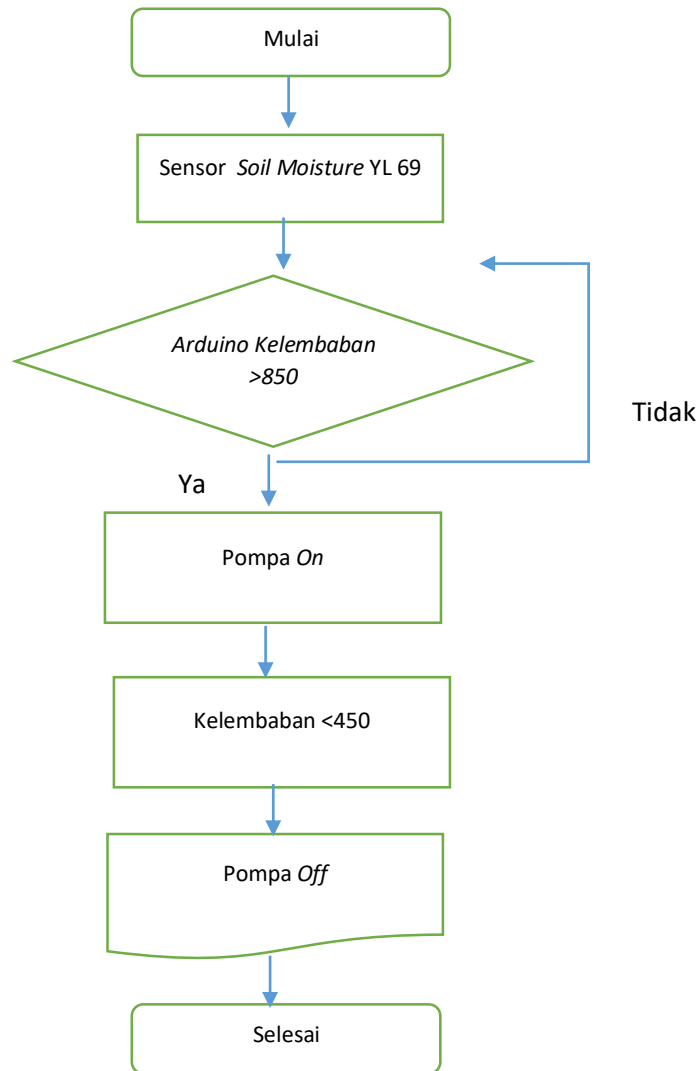 Mulai
Sensor Soil Moisture YL 69
Arduino Kelembaban
>850
Tidak
Ya
Pompa On
Kelembaban <450
Pompa Off
Selesai